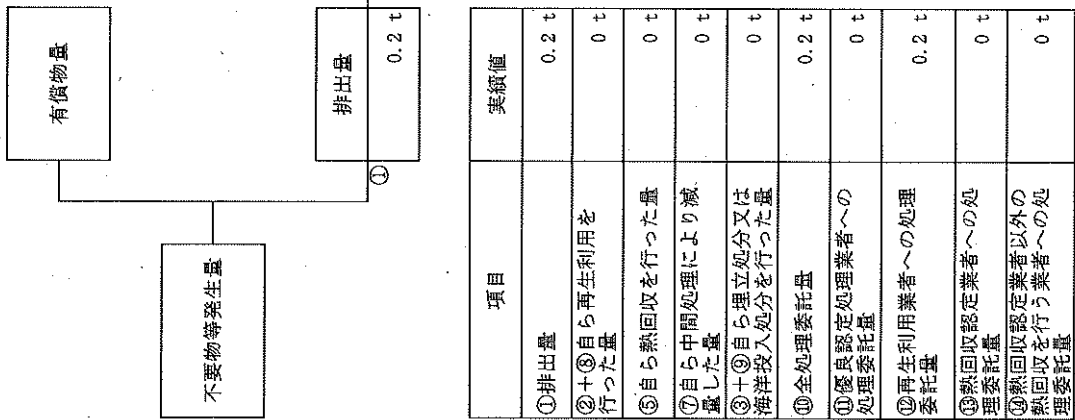 有償物量
不要物等発生量
排出量
①
0.2 t
項目
実績値
①排出量
0.2 t
②+⑧自ら再生利用を
行った量
0 t
⑤自ら熱回収を行った量
0 t
⑦自ら中間処理により減
量した量
0 t
③+⑨自ら埋立処分又は
海洋投入処分を行った量
0 t
⑩全処理委託量
0.2 t
⑪優良認定処理業者への
処理委託量
0 t
⑫再生利用業者への処理
委託量
0.2 t
⑬熱回収認定業者への処
理委託量
0 t
⑭熱回収認定業者以外の
熱回収を行う業者への処
理委託量
0 t